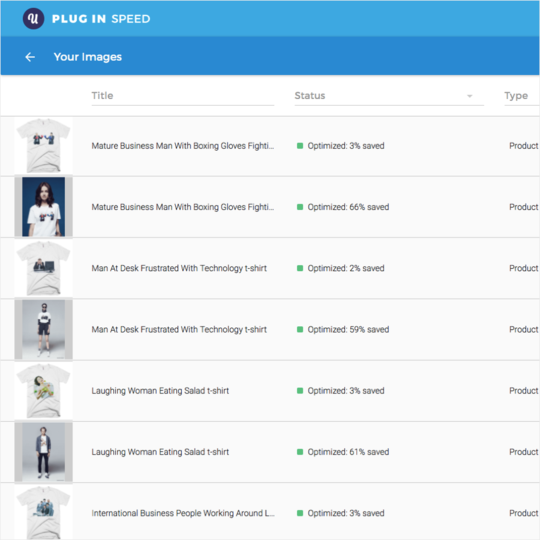 PLUG IN SPEED
Your Images
Title Status Type
Mature Business Man With Boxing Gloves Fighti... Optimized: 3% saved Product
Mature Business Man With Boxing Gloves Fighti... Optimized: 66% saved Product
Man At Desk Frustrated With Technology t-shirt Optimized: 2% saved Product
Man At Desk Frustrated With Technology t-shirt Optimized: 59% saved Product
Laughing Woman Eating Salad t-shirt Optimized: 3% saved Product
Laughing Woman Eating Salad t-shirt Optimized: 61% saved Product
International Business People Working Around L... Optimized: 3% saved Product